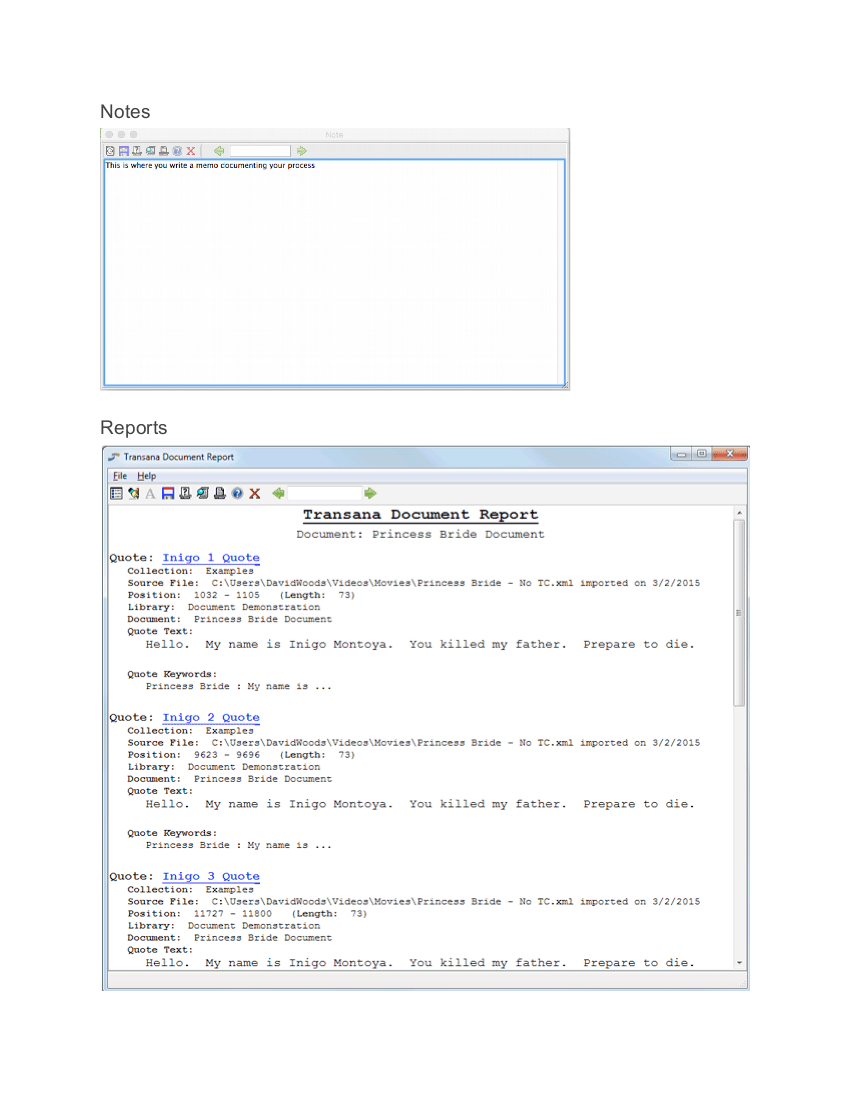 Notes
Note
This is where you write a memo documenting your process
Reports
Transana Document Report
File Help
Transana Document Report
Document: Princess Bride Document
Quote: Inigo 1 Quote
Collection: Examples
Source File: C:\Users\DavidWoods\Videos\Movies\Princess Bride - No TC.xml imported on 3/2/2015
Position: 1032 - 1105 (Length: 73)
Library: Document Demonstration
Document: Princess Bride Document
Quote Text:
Hello. My name is Inigo Montoya. You killed my father. Prepare to die.
Quote Keywords:
Princess Bride : My name is ...
Quote: Inigo 2 Quote
Collection: Examples
Source File: C:\Users\DavidWoods\Videos\Movies\Princess Bride - No TC.xml imported on 3/2/2015
Position: 9623 - 9696 (Length: 73)
Library: Document Demonstration
Document: Princess Bride Document
Quote Text:
Hello. My name is Inigo Montoya. You killed my father. Prepare to die.
Quote Keywords:
Princess Bride : My name is ...
Quote: Inigo 3 Quote
Collection: Examples
Source File: C:\Users\DavidWoods\Videos\Movies\Princess Bride - No TC.xml imported on 3/2/2015
Position: 11727 - 11800 (Length: 73)
Library: Document Demonstration
Document: Princess Bride Document
Quote Text:
Hello. My name is Inigo Montoya. You killed my father. Prepare to die.